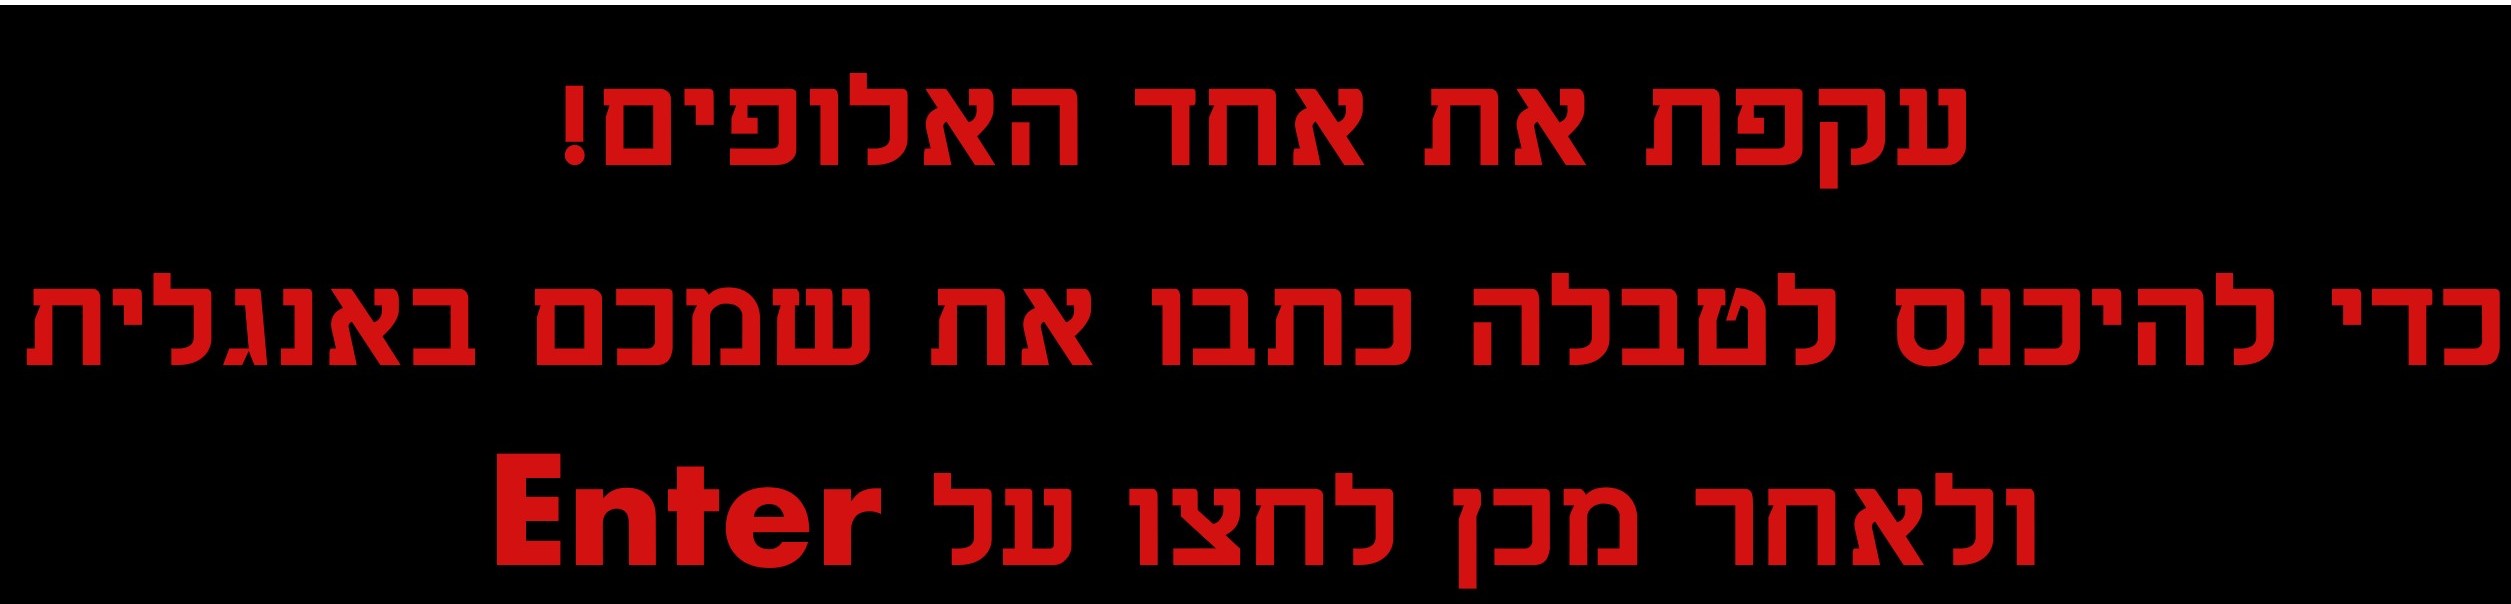 עקפת את אחד האלופים!
כדי להיכנס לטבלה כתבו את שמכם באנגלית
ולאחר מכן לחצו על Enter